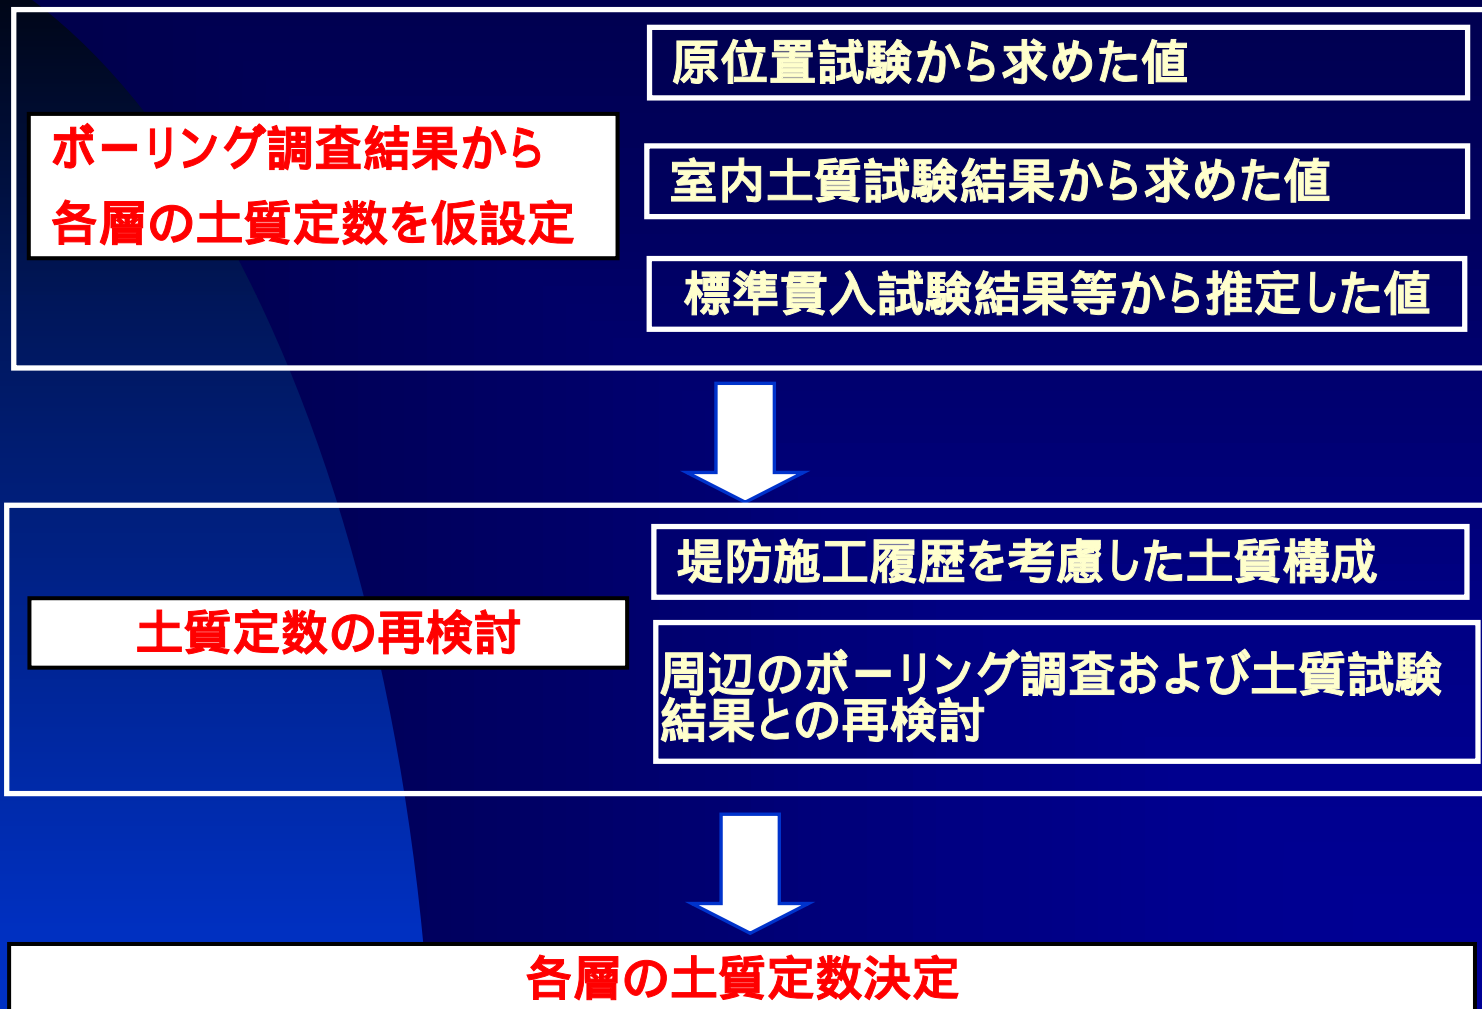 原位置試験から求めた値
ボーリング調査結果から
各層の土質定数を仮設定
室内土質試験結果から求めた値
標準貫入試験結果等から推定した値
堤防施工履歴を考慮した土質構成
土質定数の再検討
周辺のボーリング調査および土質試験
結果との再検討
各層の土質定数決定